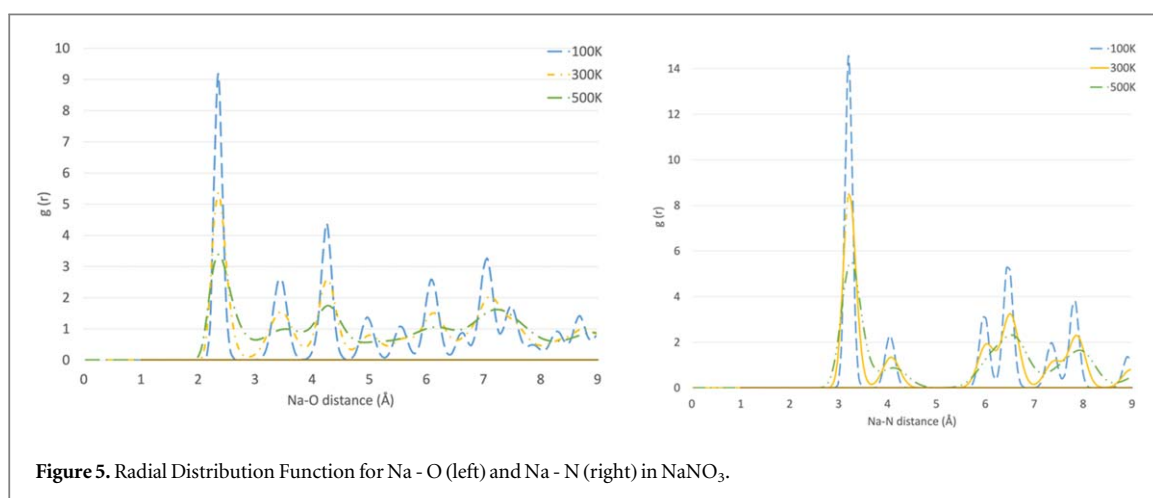 10
9
8
7
6
5
4
3
2
1
0
g (r)
0 1 2 3 4 5 6 7 8 9
Na-O distance (Å)
·100K
·300K
·500K
14
12
10
8
6
4
2
0
g (r)
0 1 2 3 4 5 6 7 8 9
Na-N distance (Å)
·100K
300K
·500K
Figure 5. Radial Distribution Function for Na - O (left) and Na - N (right) in NaNO₃.